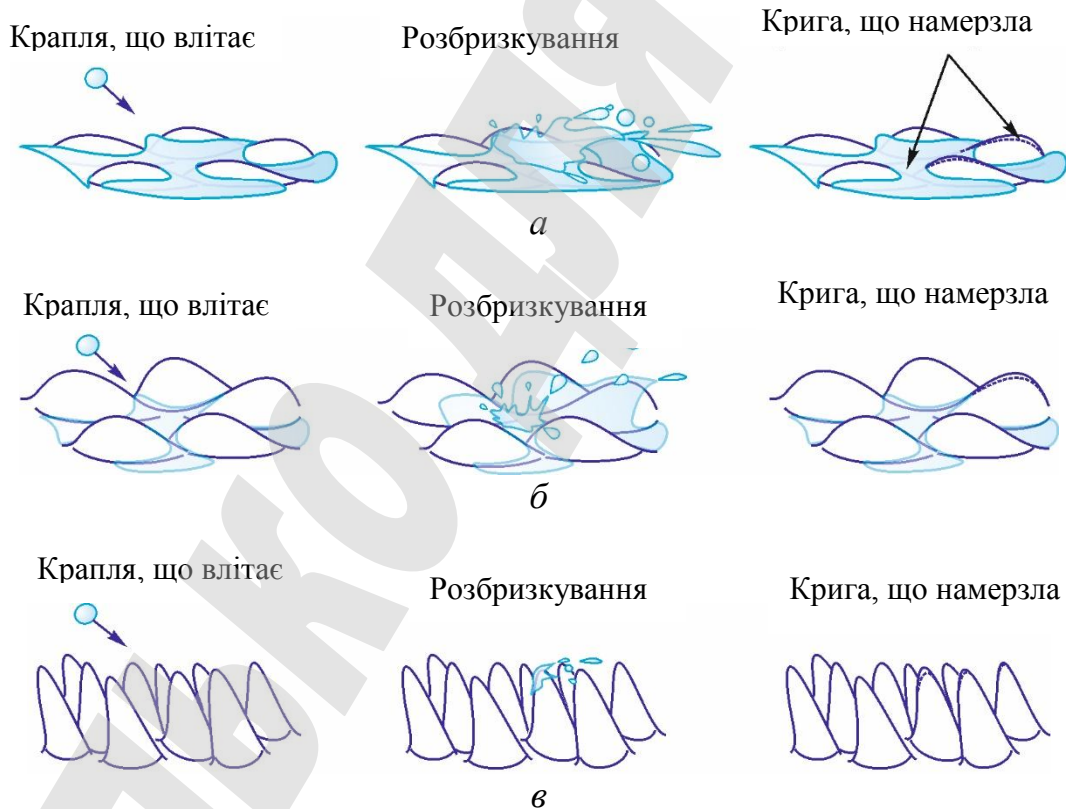 Крапля, що влітає
Розбризкування
Крига, що намерзла
а
Крапля, що влітає
Розбризкування
Крига, що намерзла
б
Крапля, що влітає
Розбризкування
Крига, що намерзла
в